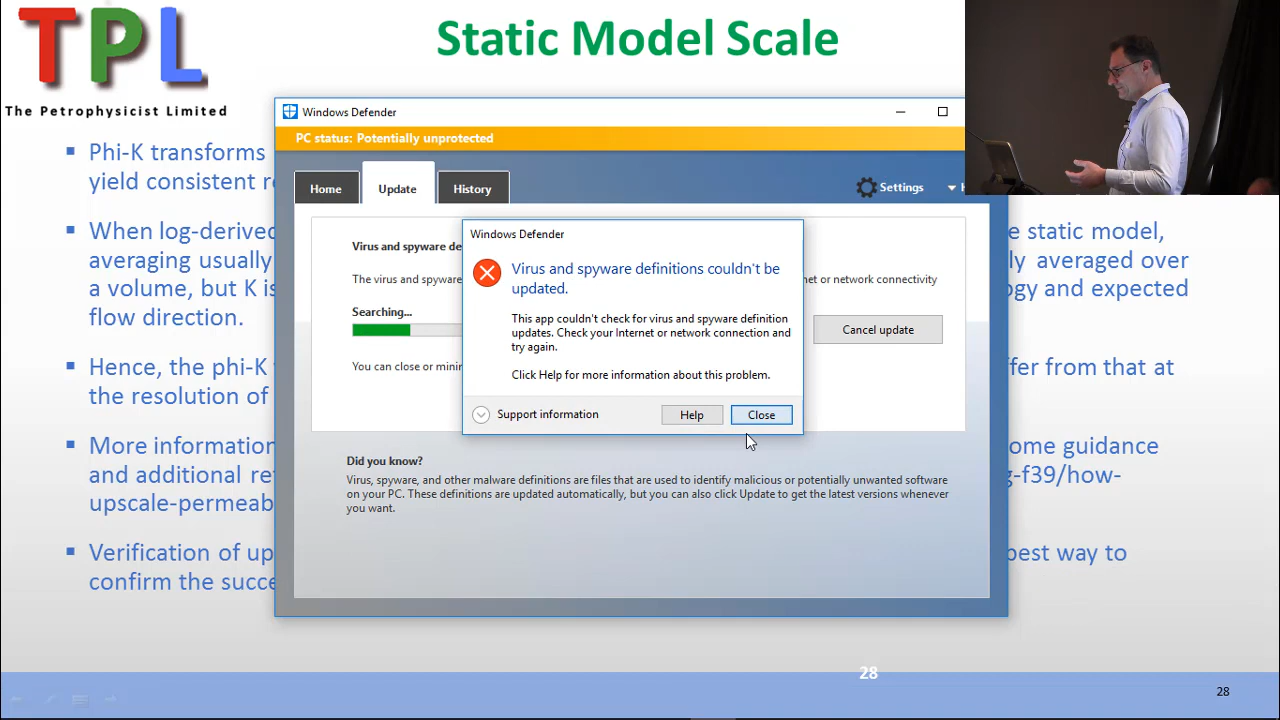 TPL
The Petrophysicist Limited
Static Model Scale
Windows Defender
PC status: Potentially unprotected
Home
Update
History
Settings
Virus and spyware de
The virus and spyware
net or network connectivity
Searching...
Cancel update
You can close or mini
Windows Defender
Virus and spyware definitions couldn't be
updated.
This app couldn't check for virus and spyware definition
updates. Check your Internet or network connection and
try again.
Click Help for more information about this problem.
Support information
Help
Close
Did you know?
Virus, spyware, and other malware definitions are files that are used to identify malicious or potentially unwanted software
on your PC. These definitions are updated automatically, but you can also click Update to get the latest versions whenever
you want.
▪ Phi-K transforms
yield consistent re
▪ When log-derived e static model,
averaging usually ly averaged over
a volume, but K is ogy and expected
flow direction.
▪ Hence, the phi-K fer from that at
the resolution of
▪ More information ome guidance
and additional re g-f39/how-
upscale-permeab
▪ Verification of up best way to
confirm the succe
28
28